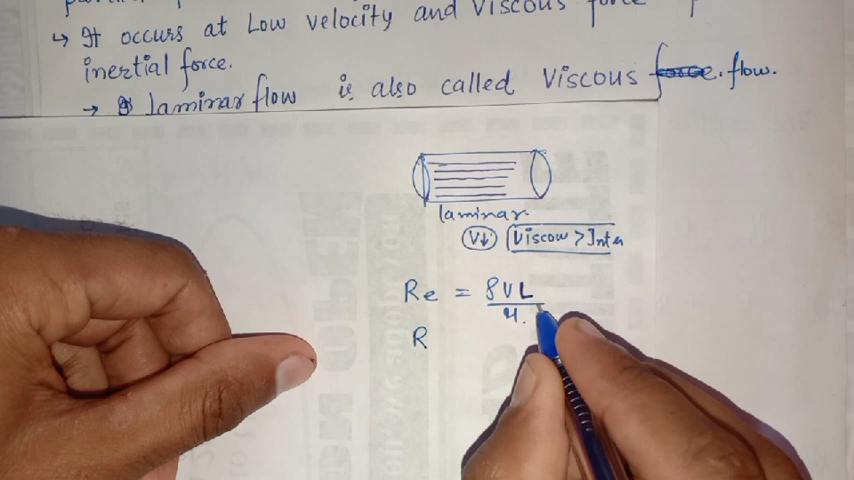 ↳ It occurs at Low velocity and Viscous force
inertial force.
→ laminar flow is also called Viscous force. flow.
laminar.
V↓ Viscow > Inta
Re = ρVL
μ.
R